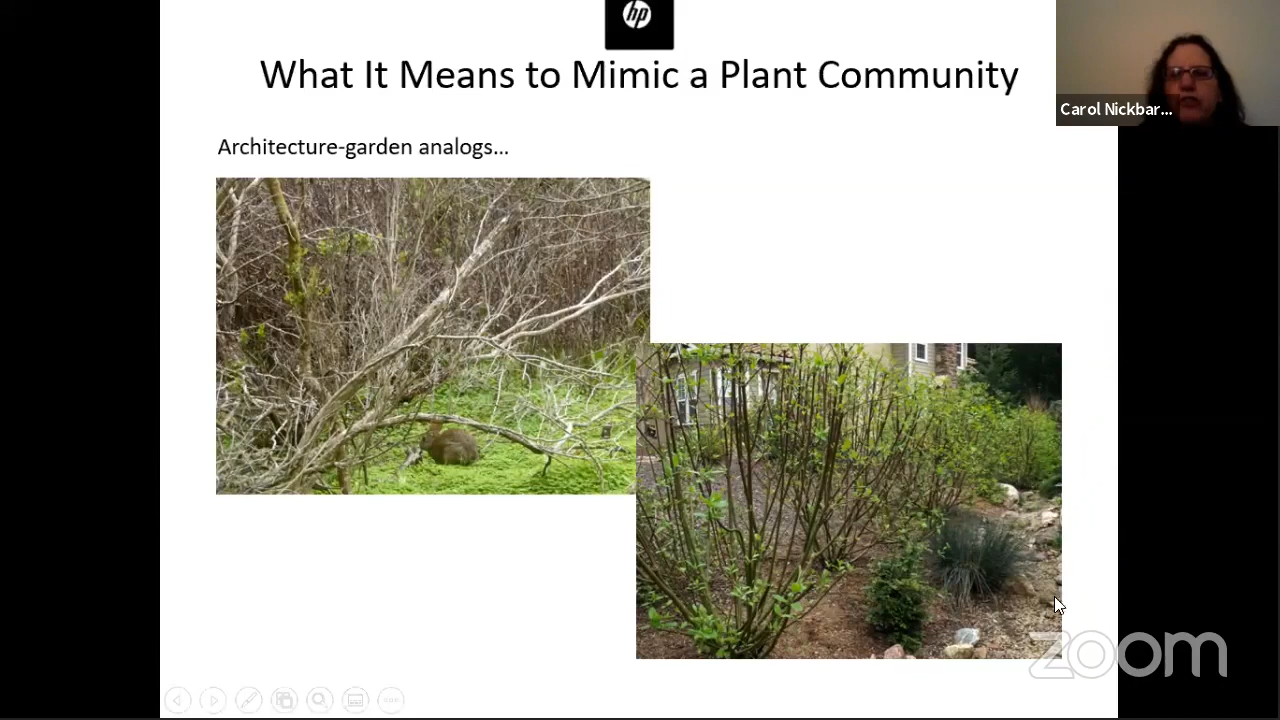 hp
What It Means to Mimic a Plant Community
Carol Nickbar...
Architecture-garden analogs...
zoom